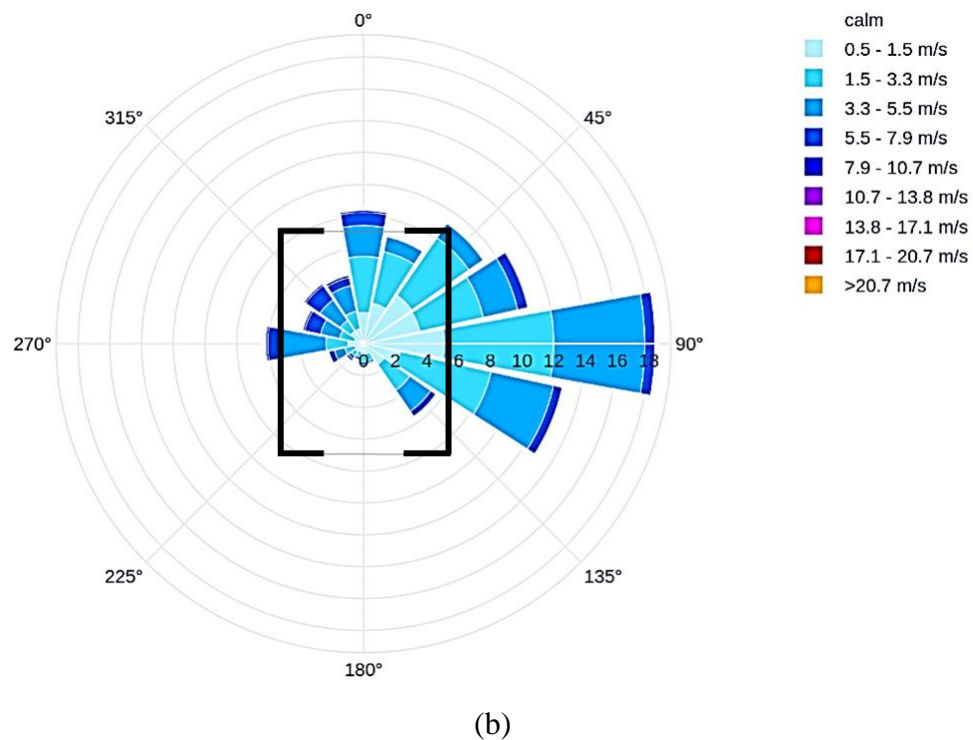 0°
45°
90°
135°
180°
225°
270°
315°
0 2 4 6 8 10 12 14 16 18
calm
0.5 - 1.5 m/s
1.5 - 3.3 m/s
3.3 - 5.5 m/s
5.5 - 7.9 m/s
7.9 - 10.7 m/s
10.7 - 13.8 m/s
13.8 - 17.1 m/s
17.1 - 20.7 m/s
>20.7 m/s
(b)